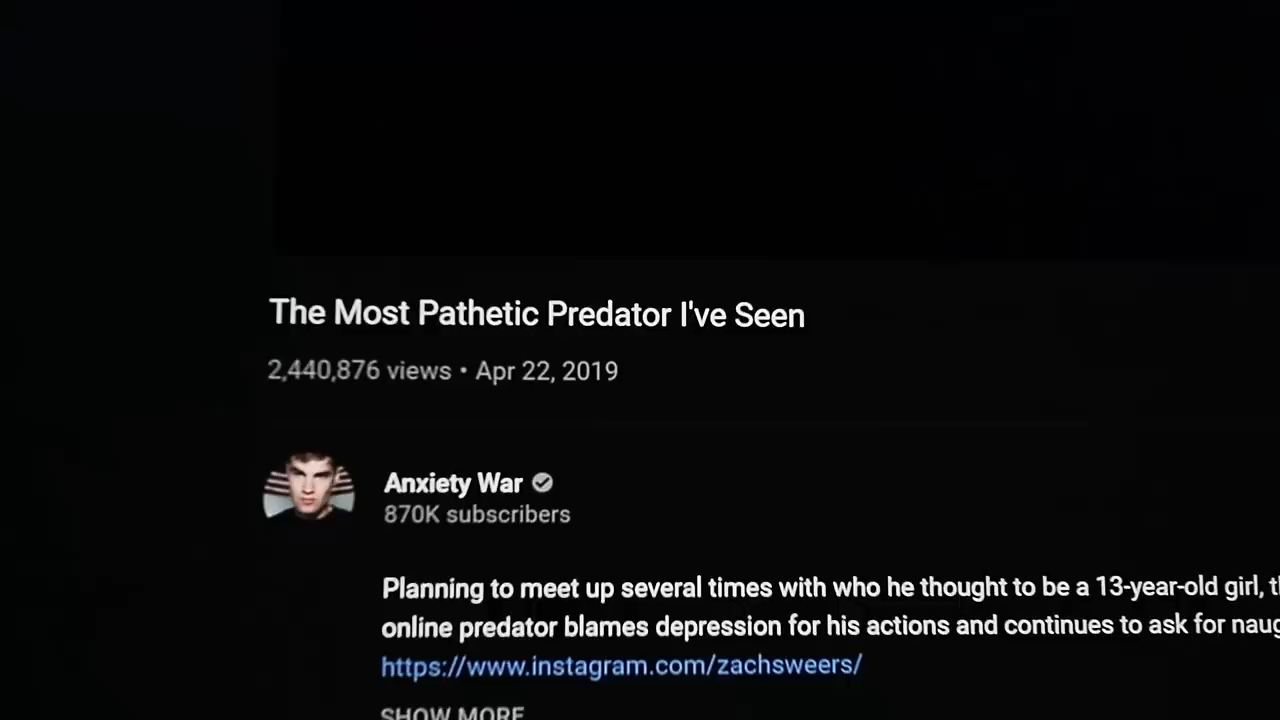 The Most Pathetic Predator I've Seen
2,440,876 views • Apr 22, 2019
Anxiety War
870K subscribers
Planning to meet up several times with who he thought to be a 13-year-old girl, t
online predator blames depression for his actions and continues to ask for naug
https://www.instagram.com/zachsweers/
SHOW MORE